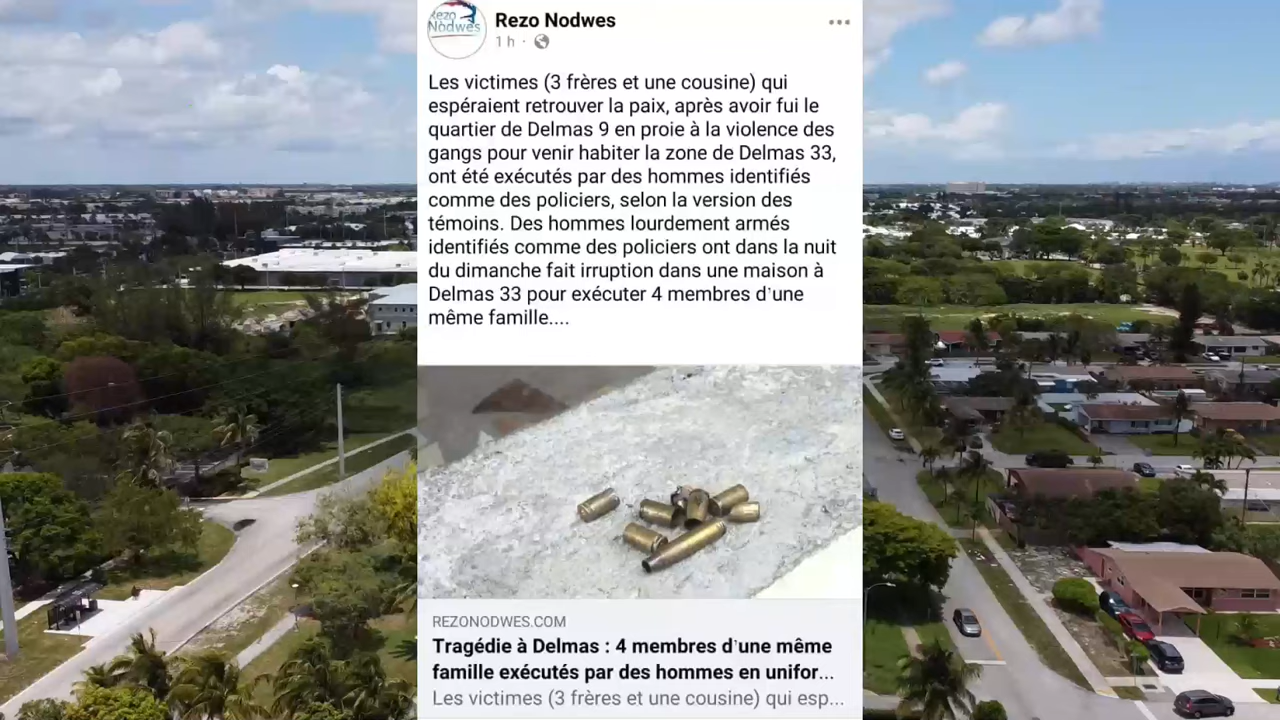 Rezo
Nòdwes
Rezo Nodwes
1 h ·
Les victimes (3 frères et une cousine) qui
espéraient retrouver la paix, après avoir fui le
quartier de Delmas 9 en proie à la violence des
gangs pour venir habiter la zone de Delmas 33,
ont été exécutés par des hommes identifiés
comme des policiers, selon la version des
témoins. Des hommes lourdement armés
identifiés comme des policiers ont dans la nuit
du dimanche fait irruption dans une maison à
Delmas 33 pour exécuter 4 membres d’une
même famille....
REZONODWES.COM
Tragédie à Delmas : 4 membres d’une même
famille exécutés par des hommes en unifor...
Les victimes (3 frères et une cousine) qui esp...